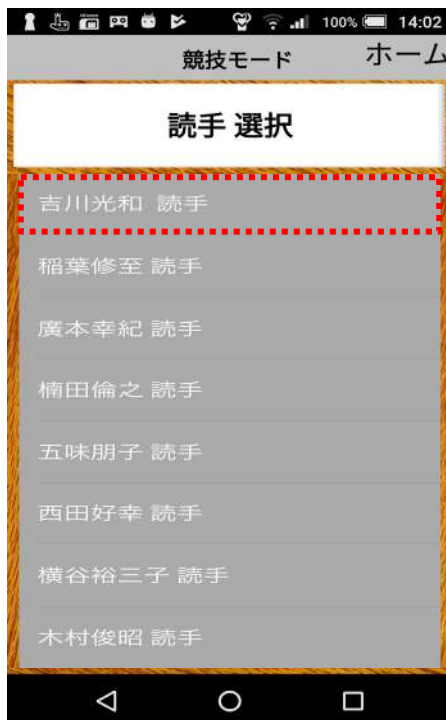 100% 14:02
競技モード ホーム
読手 選択
吉川光和 読手
稲葉修至 読手
廣本幸紀 読手
楠田倫之 読手
五味朋子 読手
西田好幸 読手
横谷裕三子 読手
木村俊昭 読手